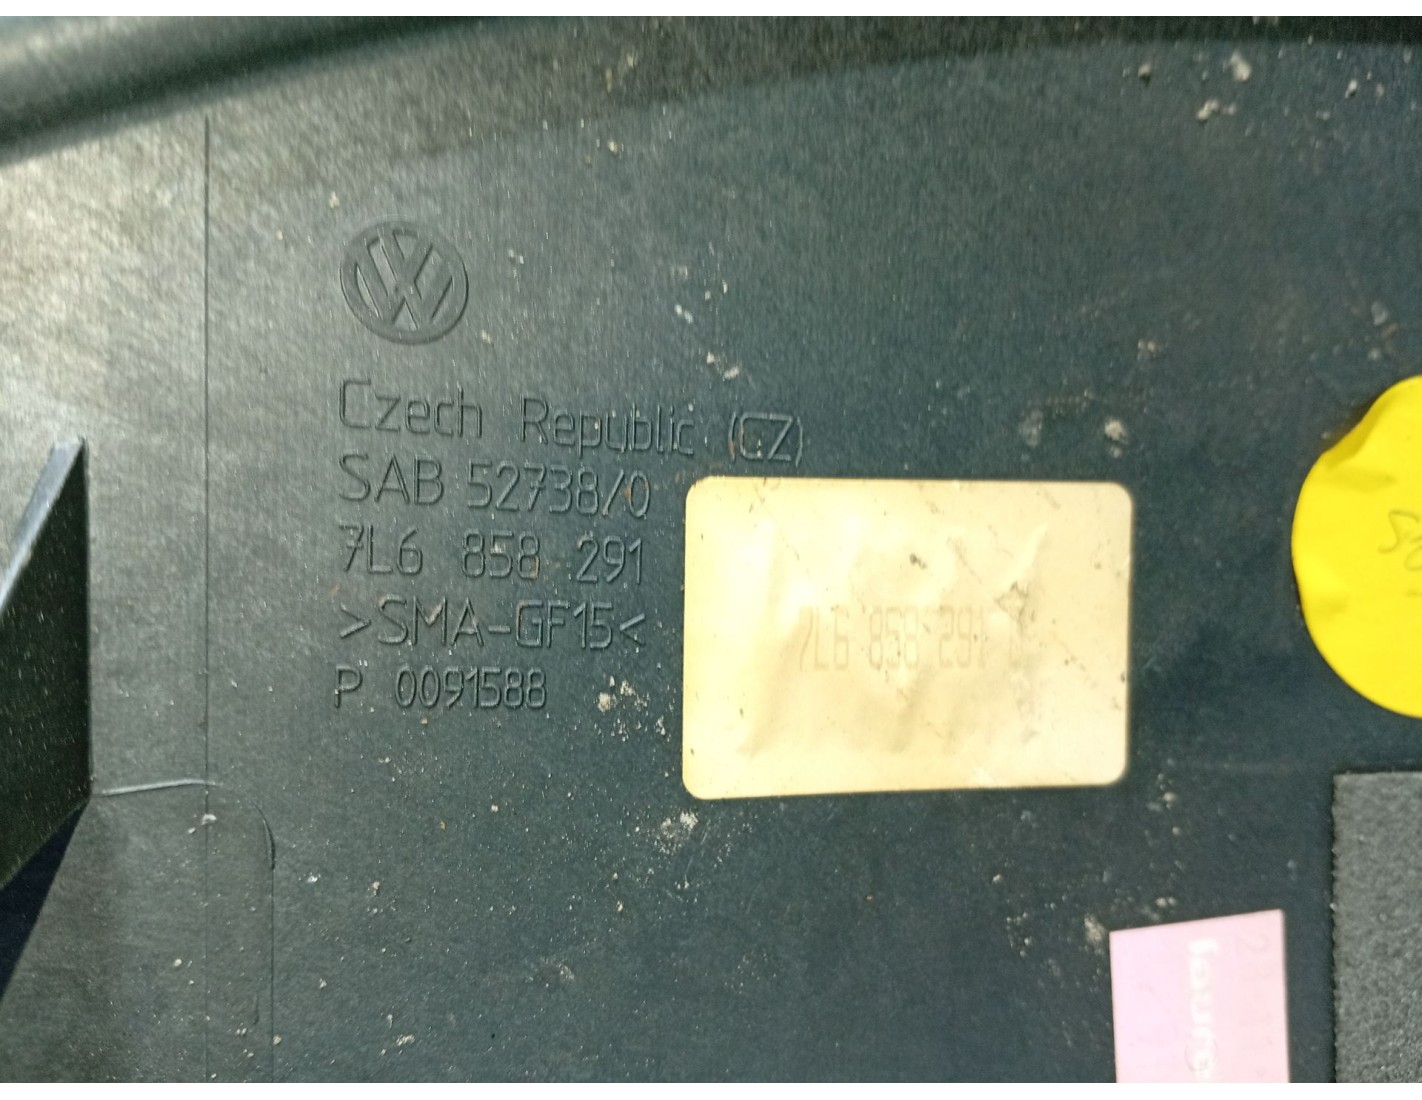 Czech Republic (CZ)
SAB 52738/0
7L6 858 291
>SMA-GF15<
P 0091588
7L6 858 291